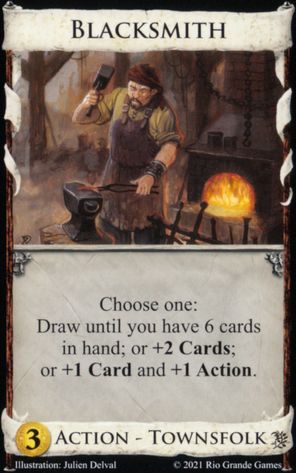 Blacksmith
Choose one:
Draw until you have 6 cards
in hand; or +2 Cards;
or +1 Card and +1 Action.
3 Action - Townsfolk
Illustration: Julien Delval © 2021 Rio Grande Games